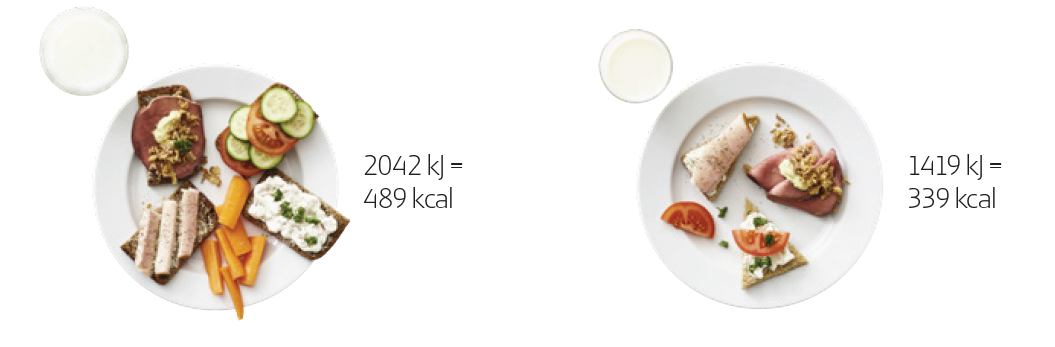 2042 kJ =
489 kcal
1419 kJ =
339 kcal